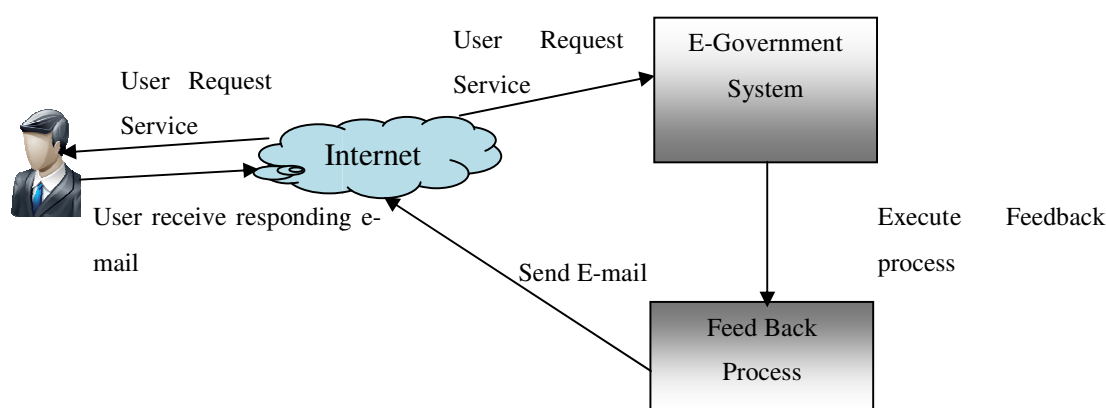 User Request
Service
User Request
Service
E-Government
System
Internet
User receive responding e-
mail
Execute Feedback
process
Send E-mail
Feed Back
Process